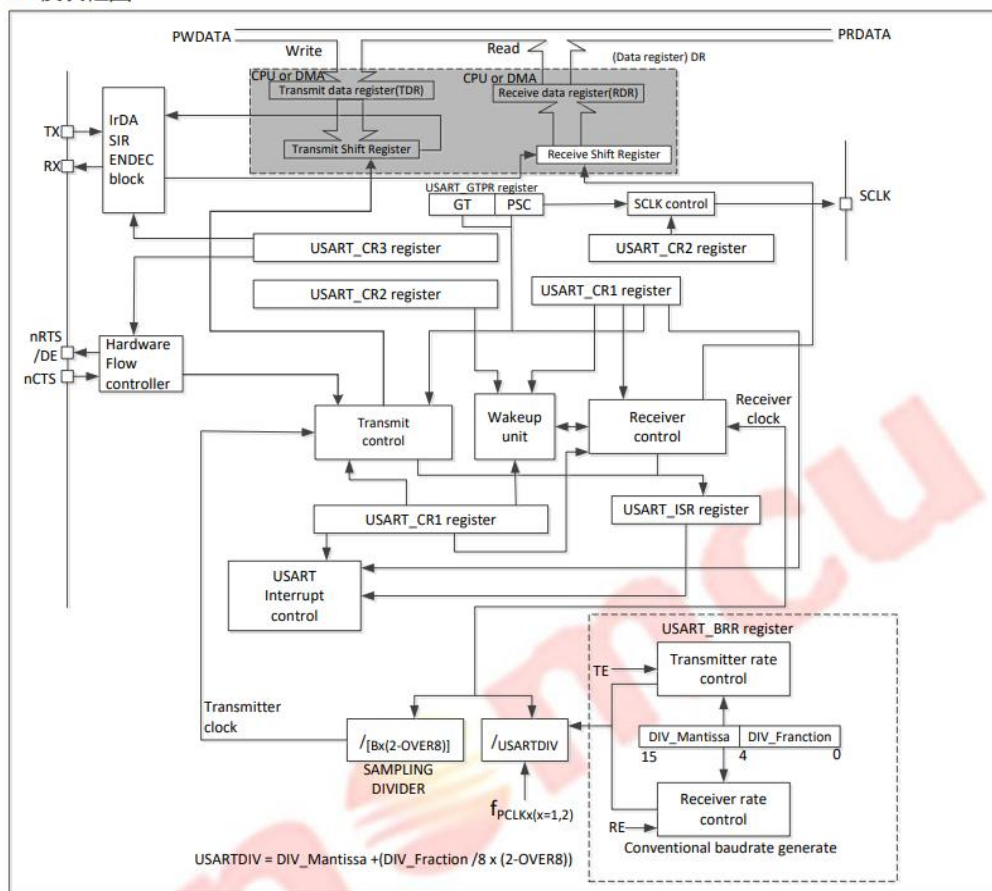 PWDATA
PRDATA
Write
Read
(Data register) DR
CPU or DMA
CPU or DMA
Transmit data register(TDR)
Receive data register(RDR)
Transmit Shift Register
Receive Shift Register
TX
RX
IrDA
SIR
ENDEC
block
USART_GTPR register
GT
PSC
SCLK control
SCLK
USART_CR3 register
USART_CR2 register
USART_CR2 register
USART_CR1 register
nRTS
/DE
nCTS
Hardware
Flow
controller
Transmit
control
Wakeup
unit
Receiver
control
Receiver
clock
USART_CR1 register
USART_ISR register
USART
Interrupt
control
USART_BRR register
TE
Transmitter rate
control
Transmitter
clock
/[Bx(2-OVER8)]
/USARTDIV
DIV_Mantissa
DIV_Fraction
15
4
0
SAMPLING
DIVIDER
fPCLKx(x=1,2)
Receiver rate
control
RE
Conventional baudrate generate
USARTDIV = DIV_Mantissa +(DIV_Fraction /8 x (2-OVER8))
mcu